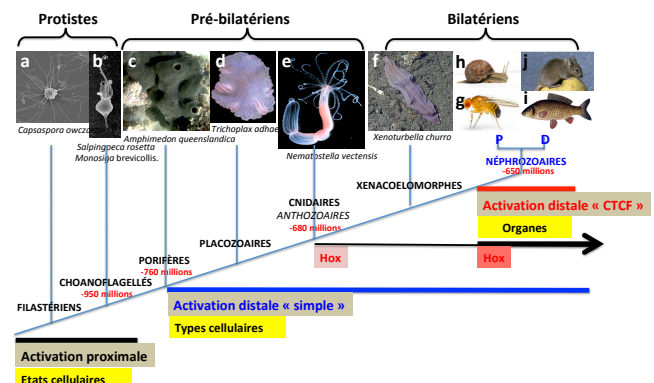 Protistes
Pré-bilatériens
Bilatériens
a
b
c
d
e
f
h
j
g
i
Capsaspora owczar
Salpingoeca rosetta
Monosiga brevicollis.
Amphimedon queenslandica
Trichoplax adhae
Nematostella vectensis
Xenoturbella churro
P D
NÉPHROZOAIRES
-650 millions
XENACOELOMORPHES
CNIDAIRES
ANTHOZOAIRES
-680 millions
PLACOZOAIRES
PORIFÈRES
-760 millions
CHOANOFLAGELLÉS
-950 millions
FILASTÉRIENS
Activation distale « CTCF »
Organes
Hox
Hox
Activation distale « simple »
Types cellulaires
Activation proximale
Etats cellulaires